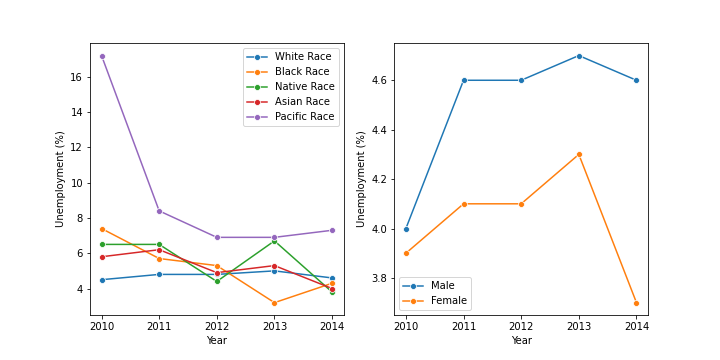 White Race
Black Race
Native Race
Asian Race
Pacific Race
Unemployment (%)
16
14
12
10
8
6
4
2010 2011 2012 2013 2014
Year
Unemployment (%)
4.6
4.4
4.2
4.0
3.8
Male
Female
2010 2011 2012 2013 2014
Year